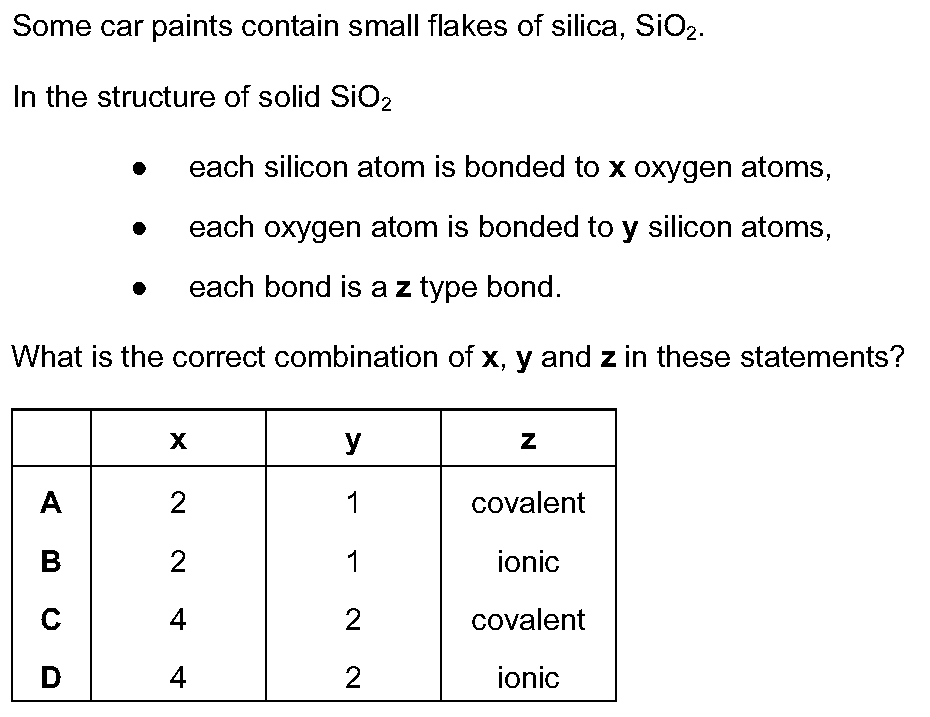 Some car paints contain small flakes of silica, SiO₂.
In the structure of solid SiO₂
● each silicon atom is bonded to x oxygen atoms,
● each oxygen atom is bonded to y silicon atoms,
● each bond is a z type bond.
What is the correct combination of x, y and z in these statements?
x y z
A 2 1 covalent
B 2 1 ionic
C 4 2 covalent
D 4 2 ionic